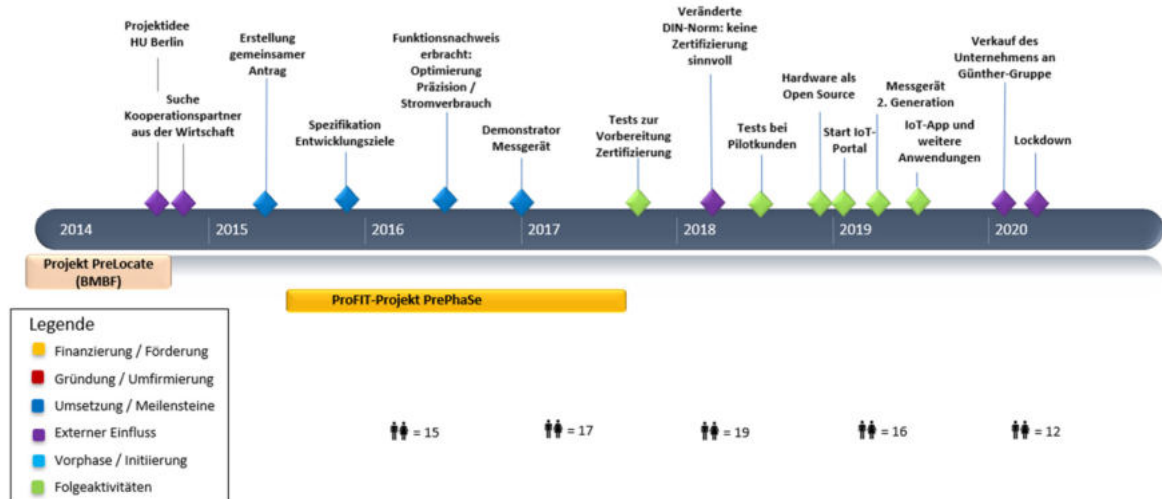 Projektidee
HU Berlin
Suche
Kooperationspartner
aus der Wirtschaft
Erstellung
gemeinsamer
Antrag
Spezifikation
Entwicklungsziele
Funktionsnachweis
erbracht:
Optimierung
Präzision /
Stromverbrauch
Demonstrator
Messgerät
Tests zur
Vorbereitung
Zertifizierung
Veränderte
DIN-Norm: keine
Zertifizierung
sinnvoll
Tests bei
Pilotkunden
Hardware als
Open Source
Start IoT-
Portal
Messgerät
2. Generation
IoT-App und
weitere
Anwendungen
Verkauf des
Unternehmens an
Günther-Gruppe
Lockdown
2014 2015 2016 2017 2018 2019 2020
Projekt PreLocate
(BMBF)
ProFIT-Projekt PrePhaSe
Legende
Finanzierung / Förderung
Gründung / Umfirmierung
Umsetzung / Meilensteine
Externer Einfluss
Vorphase / Initiierung
Folgeaktivitäten
= 15 = 17 = 19 = 16 = 12